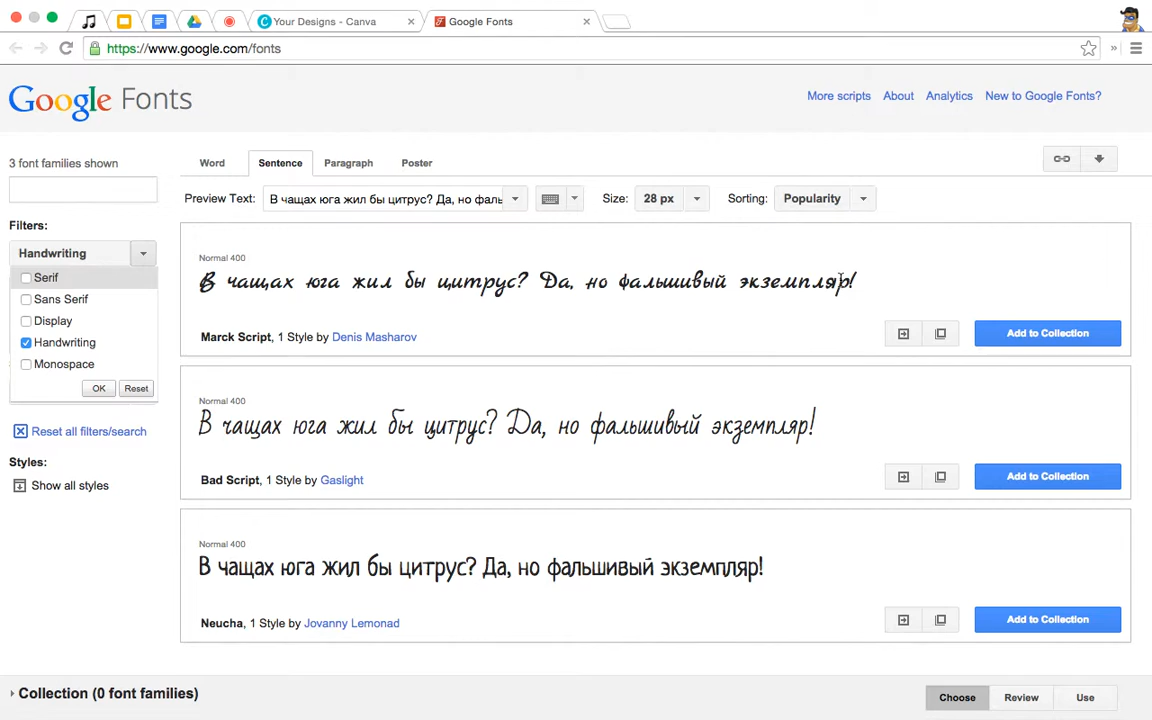 Your Designs - Canva
Google Fonts
https://www.google.com/fonts
Google Fonts
More scripts About Analytics New to Google Fonts?
3 font families shown
Word Sentence Paragraph Poster
Preview Text: В чащах юга жил бы цитрус? Да, но фаль Size: 28 px Sorting: Popularity
Filters:
Handwriting
Serif
Sans Serif
Display
Handwriting
Monospace
OK Reset
Reset all filters/search
Styles:
Show all styles
Normal 400
В чащах юга жил бы цитрус? Да, но фальшивый экземпляр!
Marck Script, 1 Style by Denis Masharov
Add to Collection
Normal 400
В чащах юга жил бы цитрус? Да, но фальшивый экземпляр!
Bad Script, 1 Style by Gaslight
Add to Collection
Normal 400
В чащах юга жил бы цитрус? Да, но фальшивый экземпляр!
Neucha, 1 Style by Jovanny Lemonad
Add to Collection
Collection (0 font families)
Choose Review Use